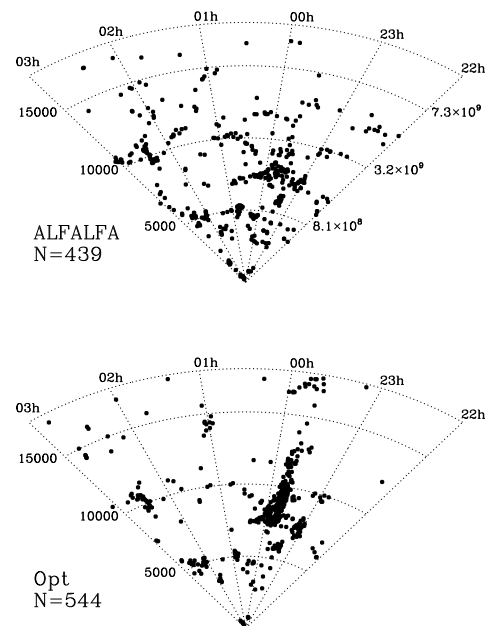 03h 02h 01h 00h 23h 22h
15000 7.3×10⁹
10000 3.2×10⁹
5000 8.1×10⁸
ALFALFA
N=439
03h 02h 01h 00h 23h 22h
15000
10000
5000
Opt
N=544